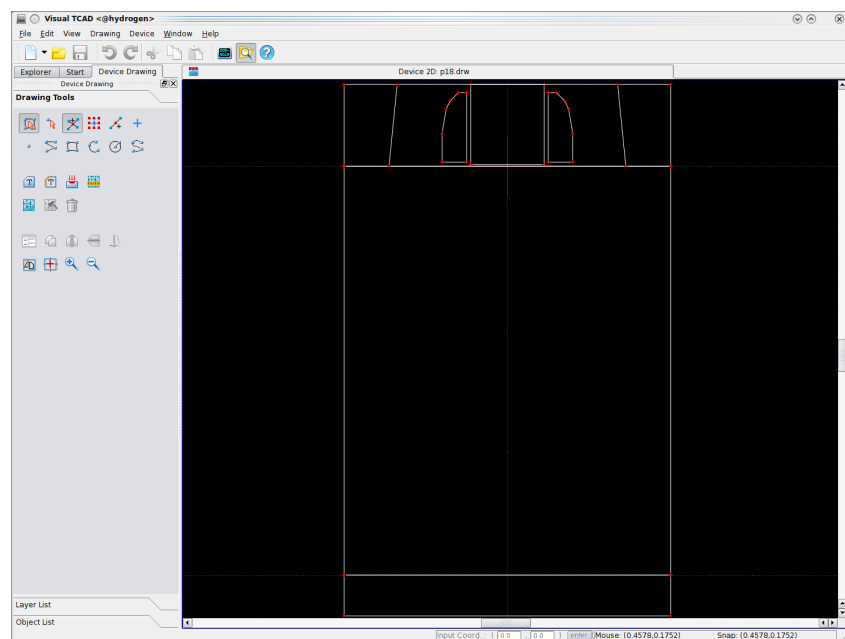 Visual TCAD <@hydrogen>
File Edit View Drawing Device Window Help
Explorer Start Device Drawing
Device 2D: p18.drw
Device Drawing
Drawing Tools
Layer List
Object List
Input Coord. : ( 0.0 , 0.0 ) enter Mouse: (0.4578,0.1752) Snap: (0.4578,0.1752)